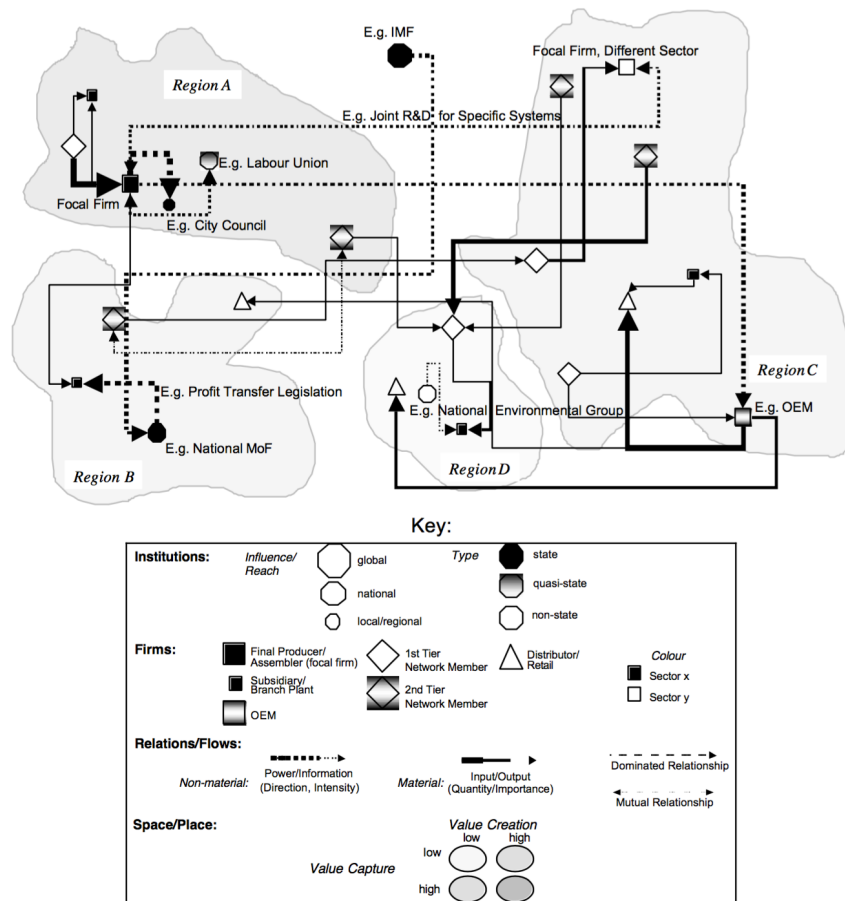 E.g. IMF
Focal Firm, Different Sector
Region A
E.g. Joint R&D for Specific Systems
E.g. Labour Union
Focal Firm
E.g. City Council
Region C
E.g. Profit Transfer Legislation
E.g. National Environmental Group
E.g. OEM
E.g. National MoF
Region B
Region D
Key:
Institutions:
Influence/
Reach
global
national
local/regional
Type
state
quasi-state
non-state
Firms:
Final Producer/
Assembler (focal firm)
Subsidiary/
Branch Plant
OEM
1st Tier
Network Member
2nd Tier
Network Member
Distributor/
Retail
Colour
Sector x
Sector y
Relations/Flows:
Non-material:
Power/Information
(Direction, Intensity)
Material:
Input/Output
(Quantity/Importance)
Dominated Relationship
Mutual Relationship
Space/Place:
Value Creation
low high
Value Capture
low
high